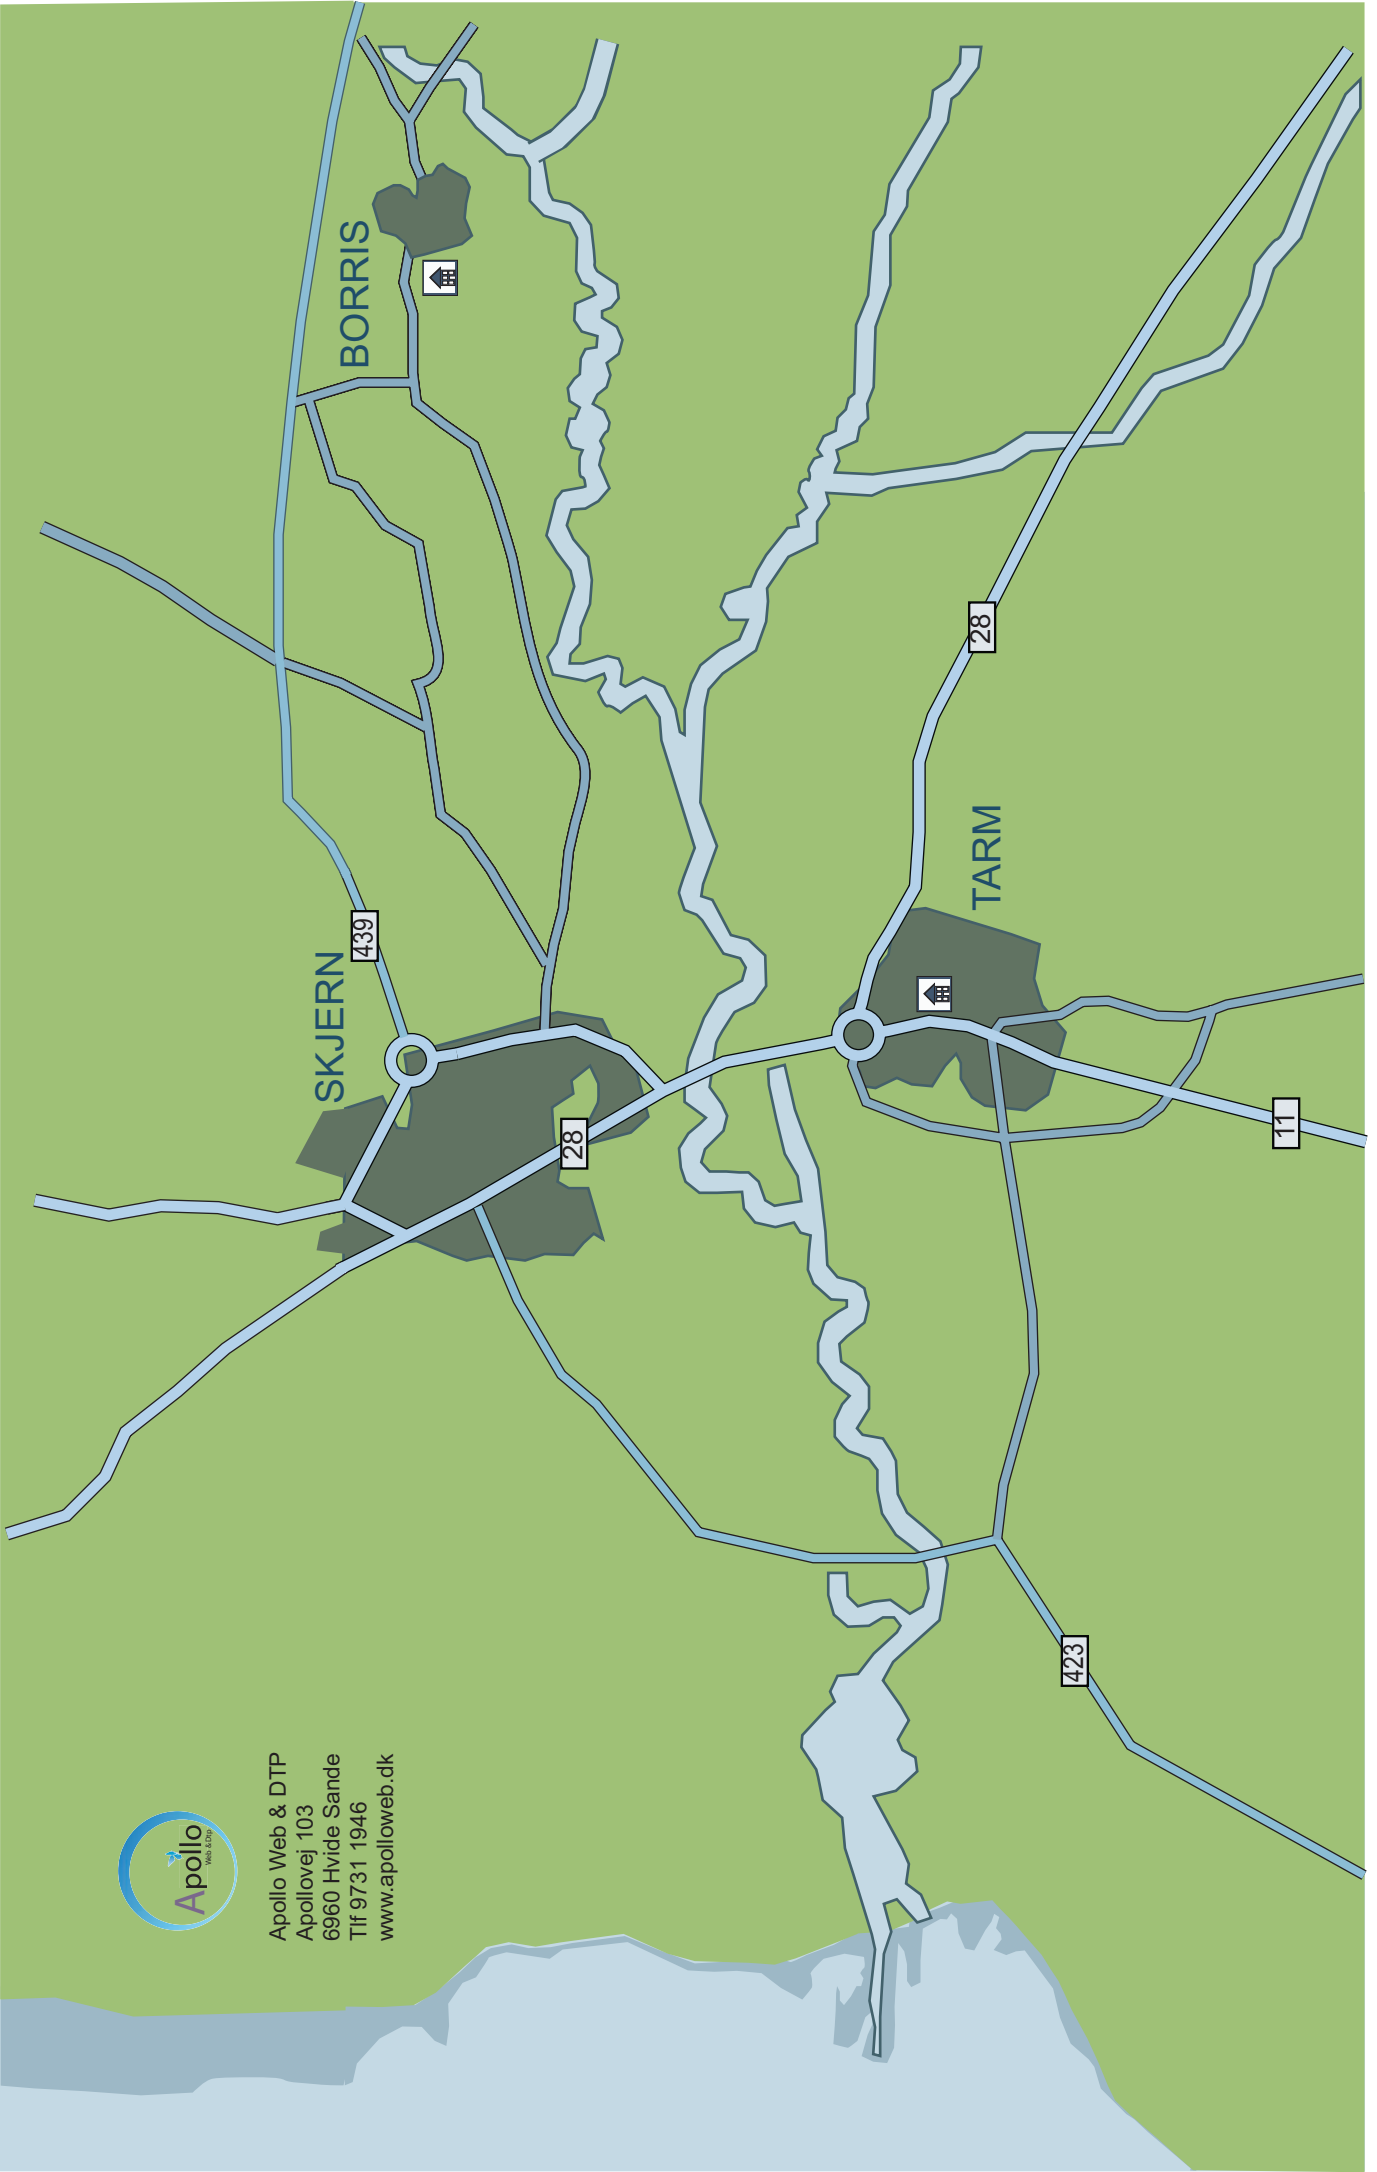 Apollo
Web & Dtp
Apollo Web & DTP
Apollovej 103
6960 Hvide Sande
Tlf 9731 1946
www.apolloweb.dk
SKJERN
439
BORRIS
28
TARM
28
11
423